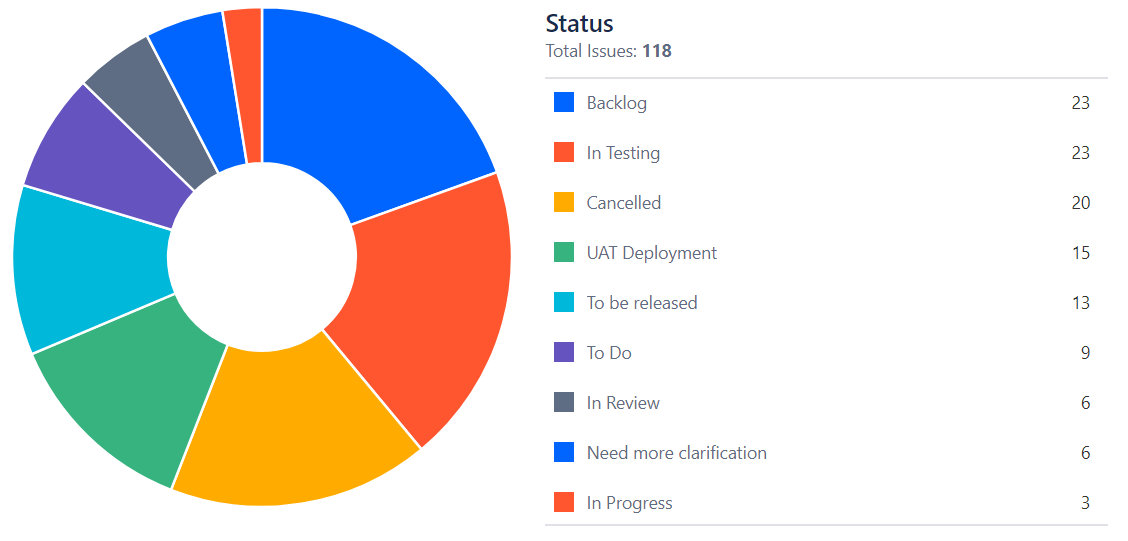 Status
Total Issues: 118
Backlog 23
In Testing 23
Cancelled 20
UAT Deployment 15
To be released 13
To Do 9
In Review 6
Need more clarification 6
In Progress 3